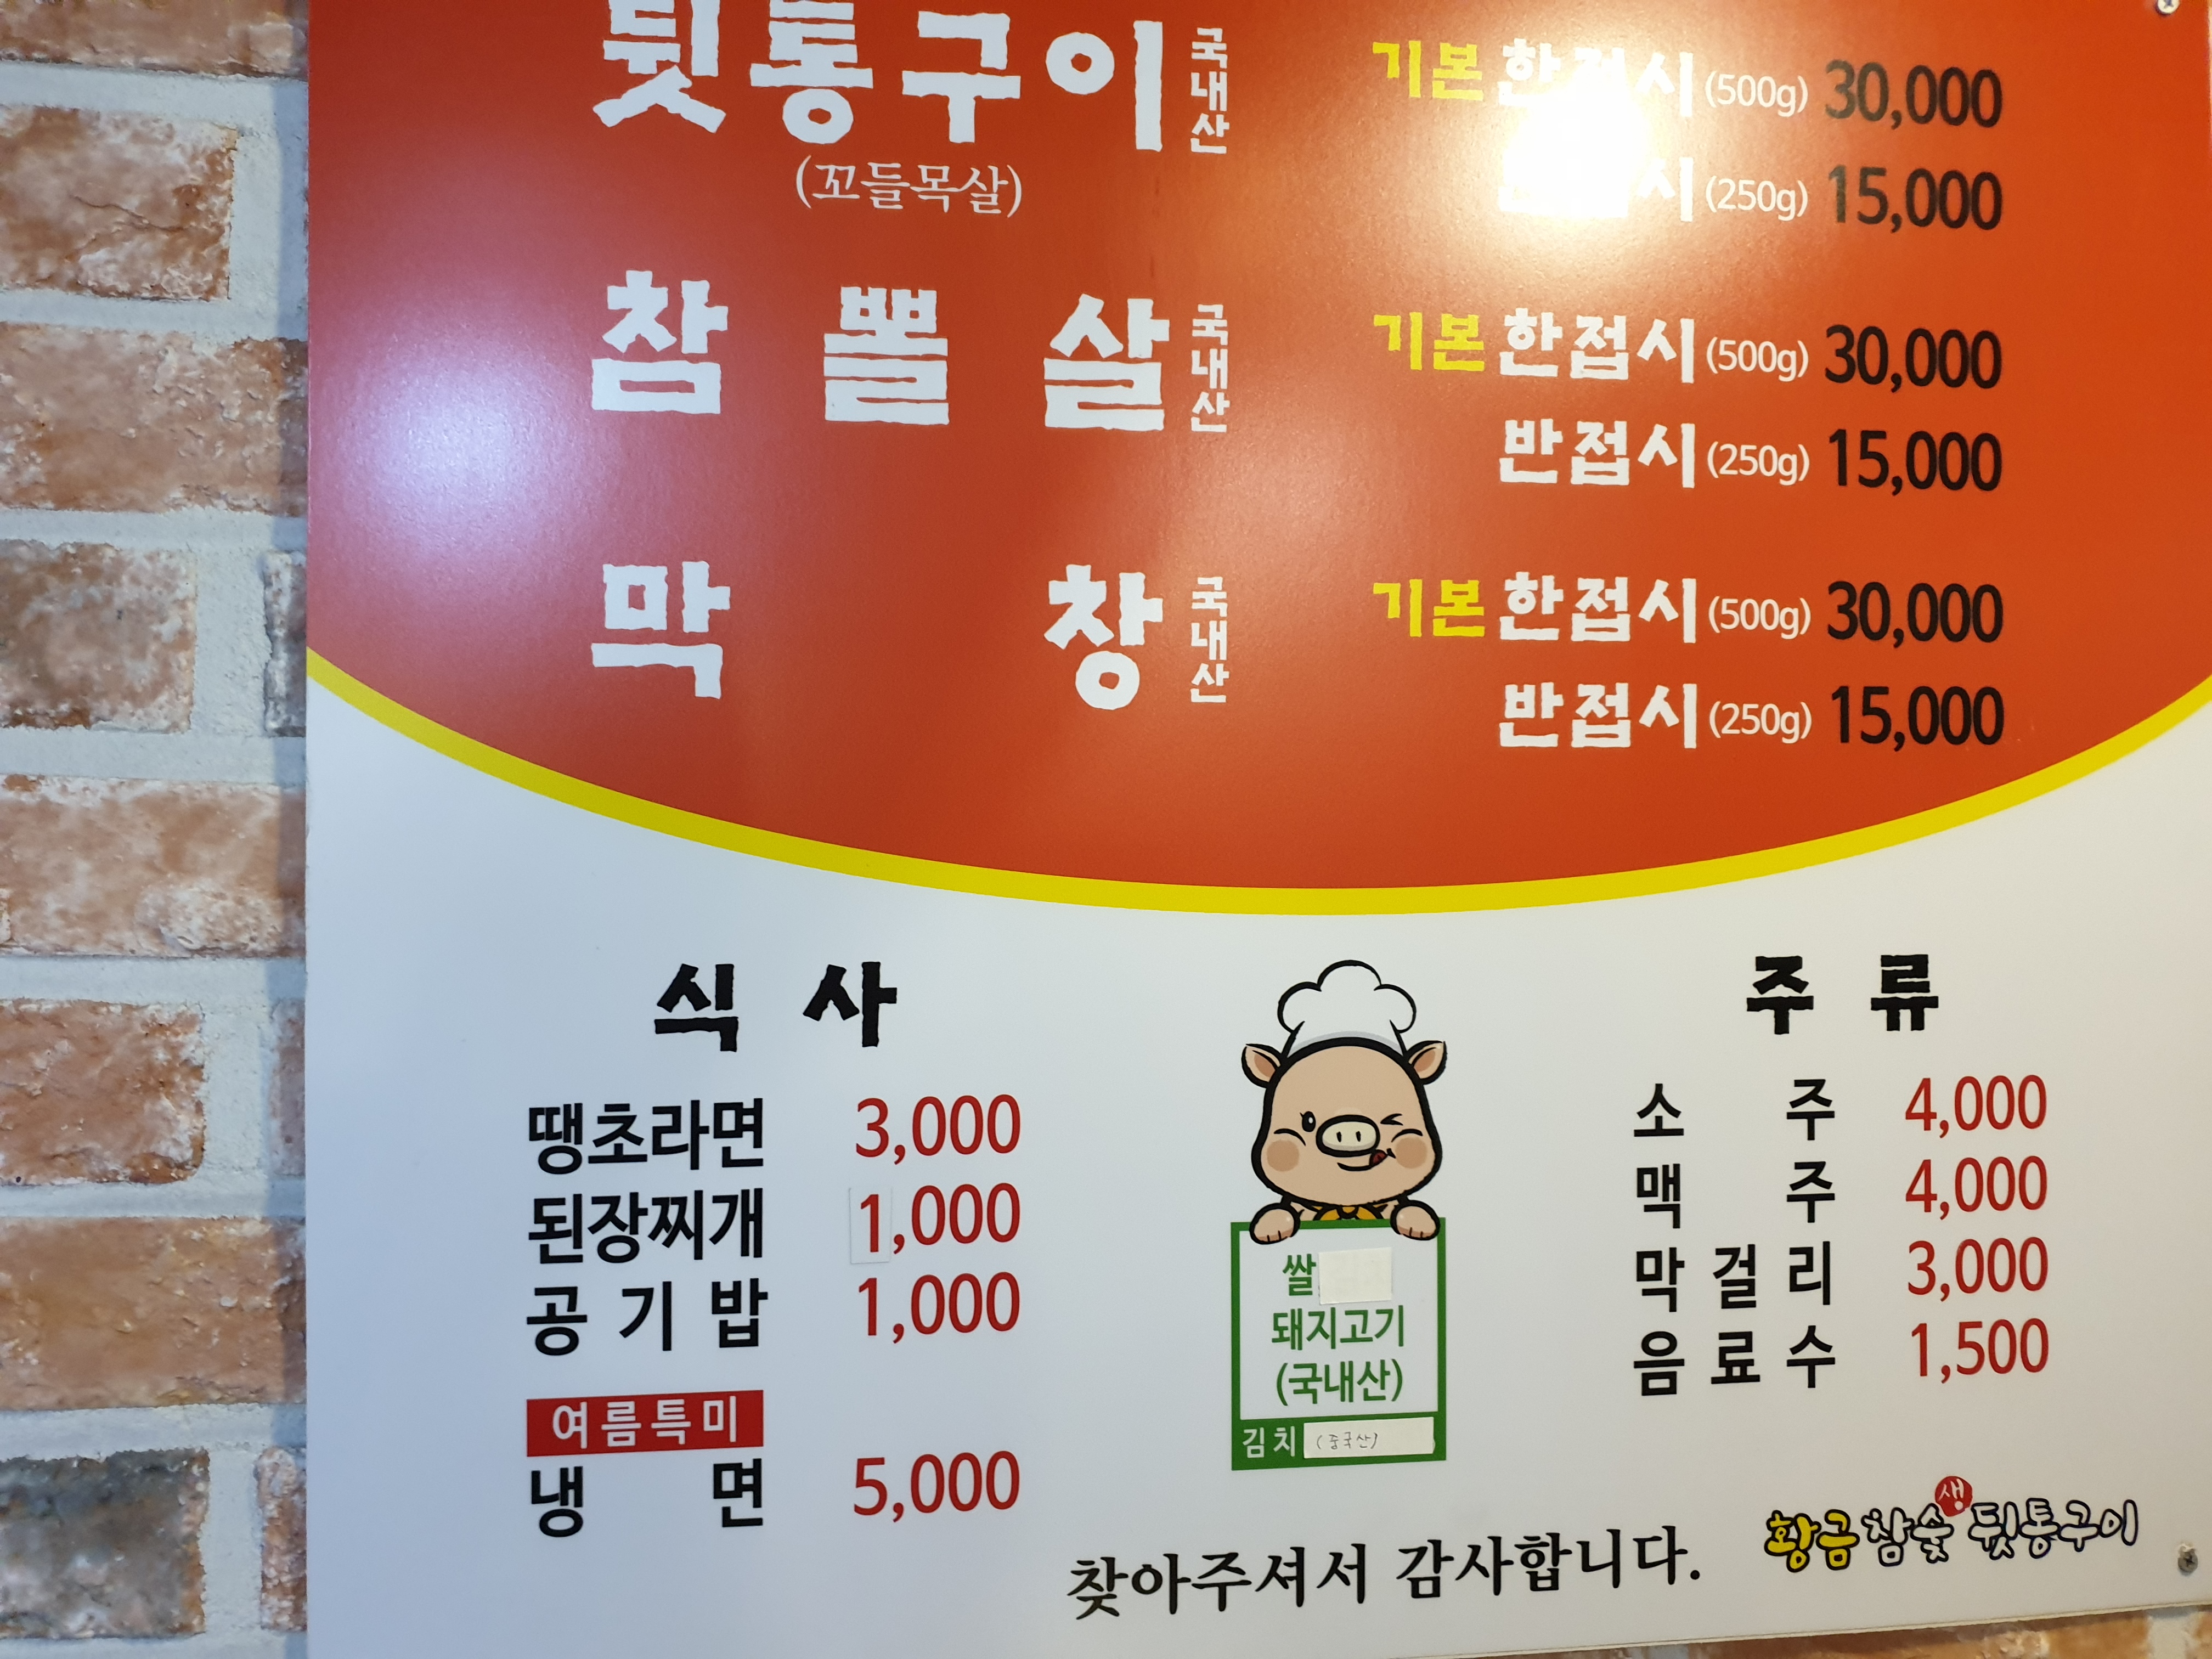 뒷통구이 국내산 기본 한접시 (500g) 30,000
(꼬들목살) (250g) 15,000
참뽈살 국내산 기본 한접시 (500g) 30,000
반접시 (250g) 15,000
막창 국내산 기본 한접시 (500g) 30,000
반접시 (250g) 15,000
식사
땡초라면 3,000
된장찌개 1,000
공기밥 1,000
여름특미
냉면 5,000
쌀
돼지고기
(국내산)
김치 (중국산)
주류
소주 4,000
맥주 4,000
막걸리 3,000
음료수 1,500
찾아주셔서 감사합니다.
황금참숯 생 뒷통구이